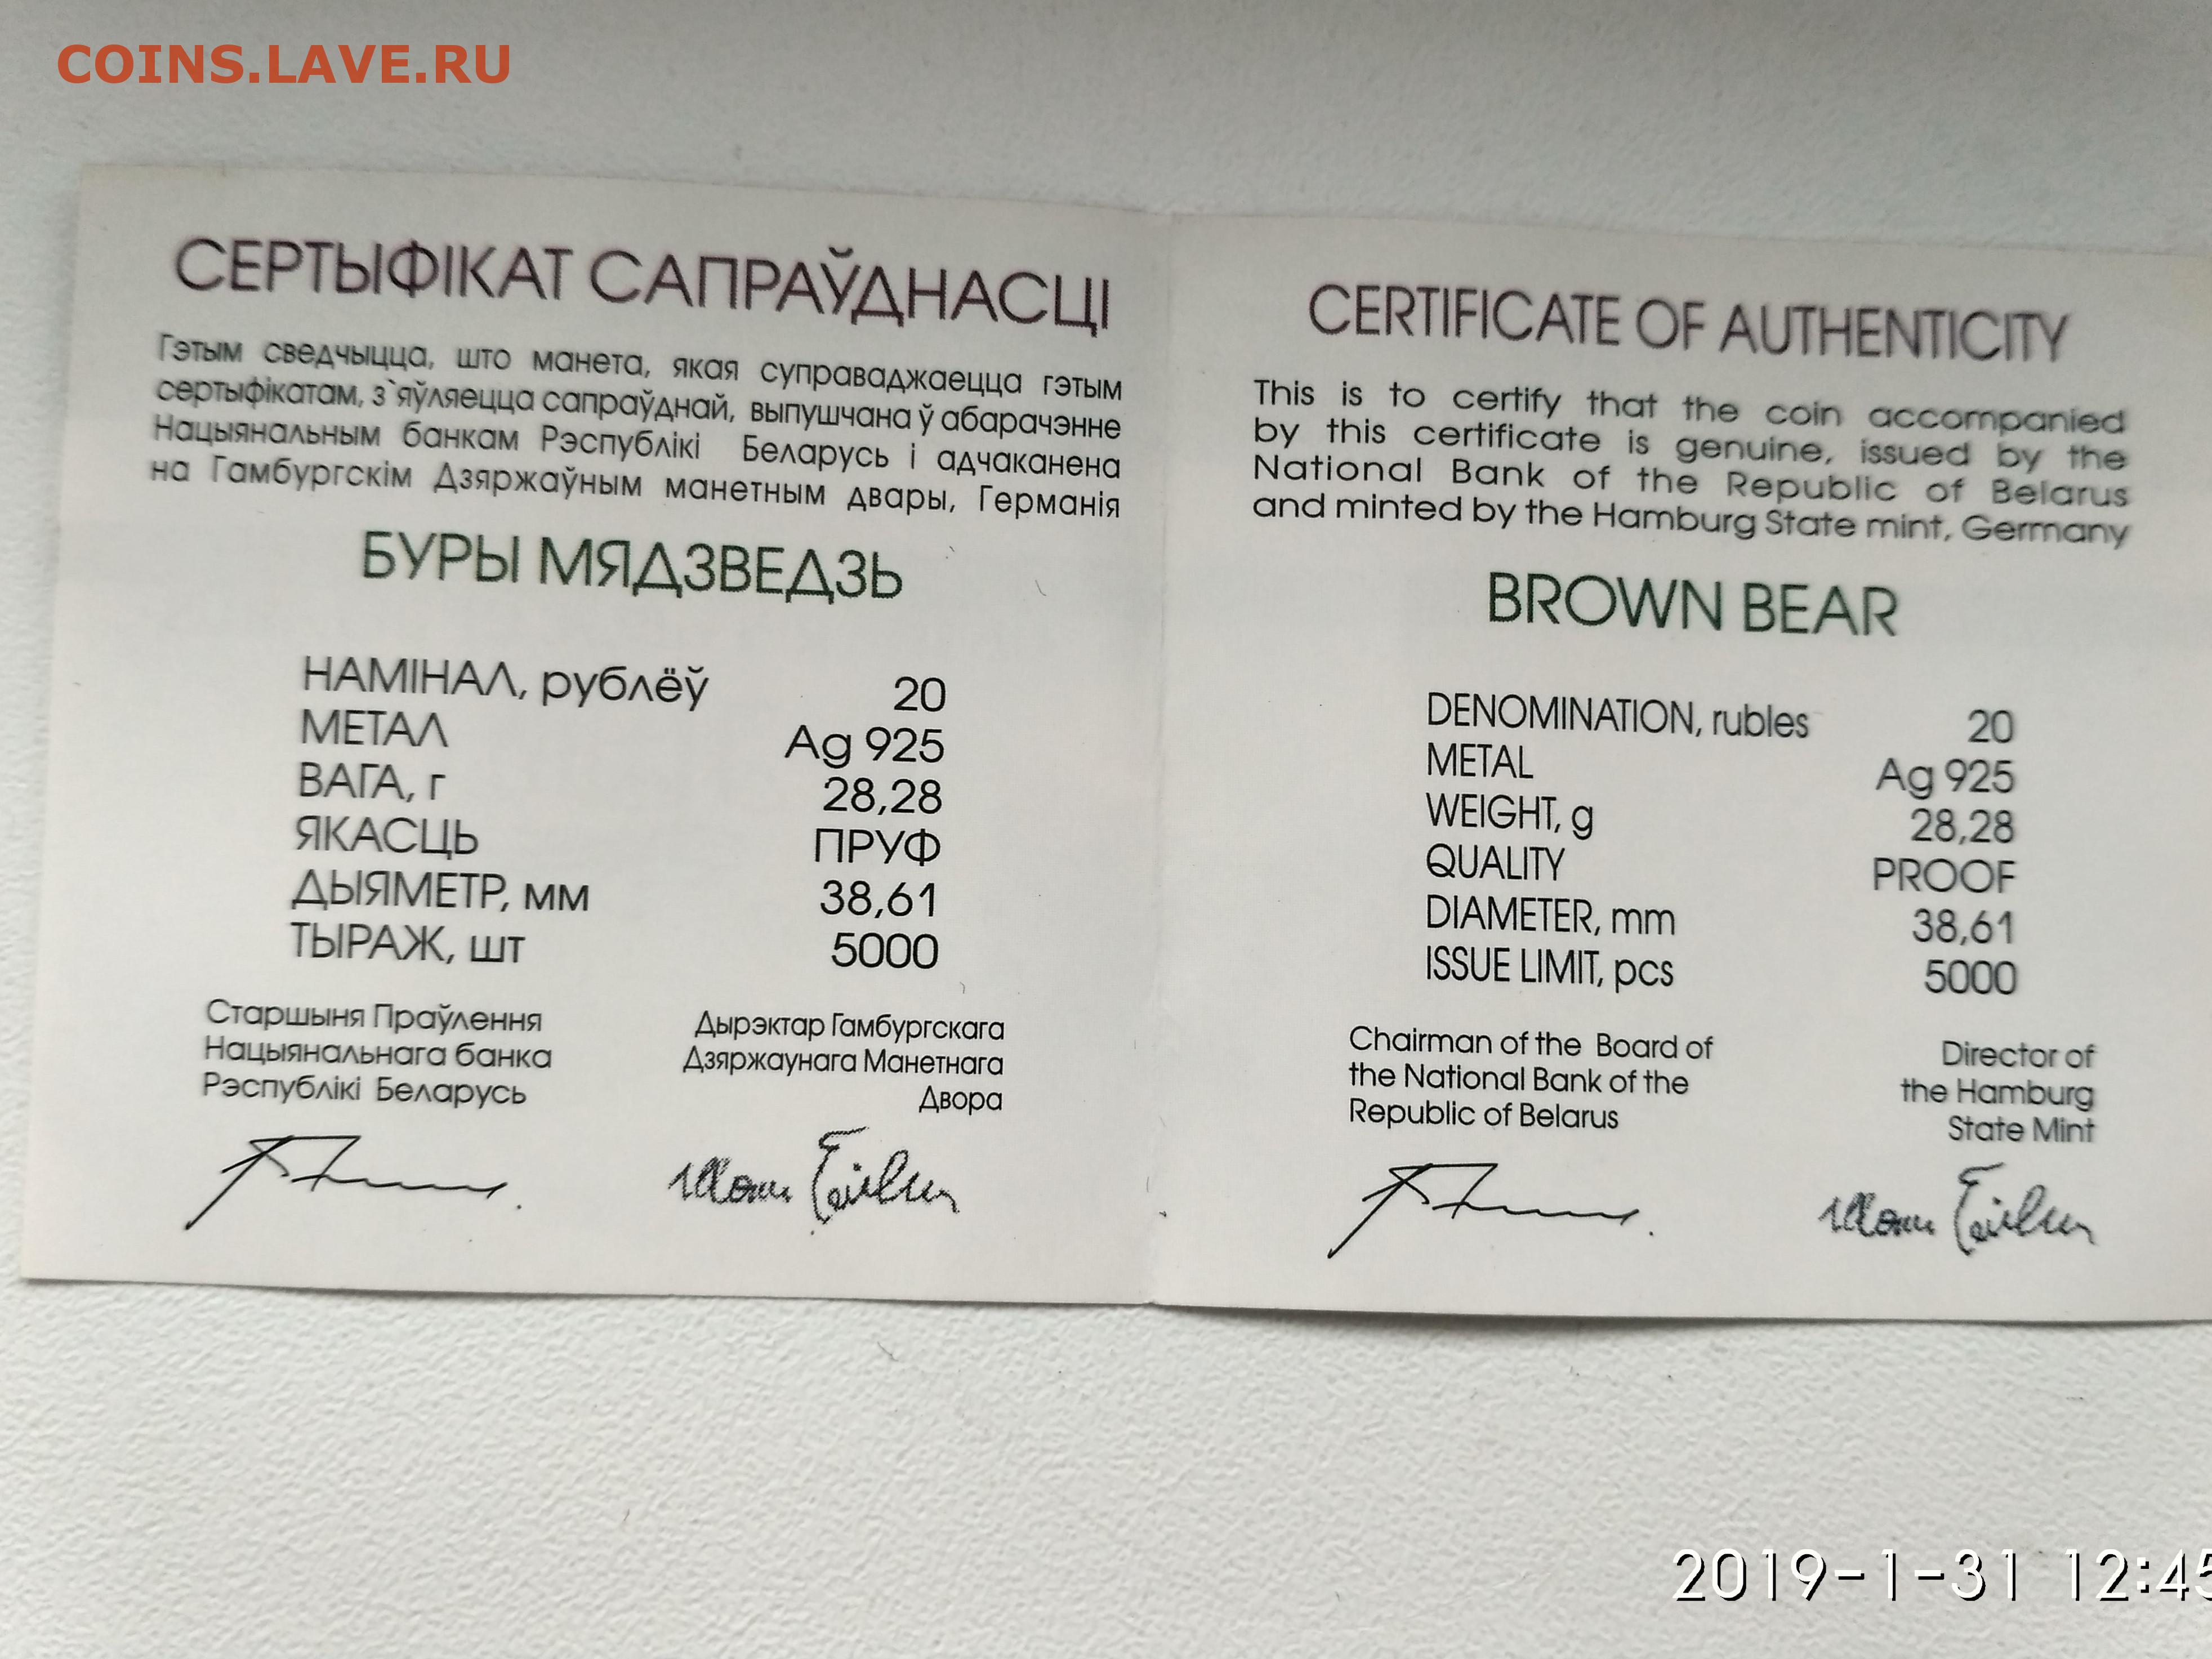 COINS.LAVE.RU
СЕРТЫФІКАТ САПРАЎДНАСЦІ
Гэтым сведчыцца, што манета, якая суправаджаецца гэтым
сертыфікатам, з`яўляецца сапраўднай, выпушчана ў абарачэнне
Нацыянальным банкам Рэспублікі Беларусь і адчаканена
на Гамбургскім Дзяржаўным манетным двары, Германія
БУРЫ МЯДЗВЕДЗЬ
НАМІНАЛ, рублёў 20
МЕТАЛ Ag 925
ВАГА, г 28,28
ЯКАСЦЬ ПРУФ
ДЫЯМЕТР, мм 38,61
ТЫРАЖ, шт 5000
Старшыня Праўлення
Нацыянальнага банка
Рэспублікі Беларусь
Дырэктар Гамбургскага
Дзяржаунага Манетнага
Двора
CERTIFICATE OF AUTHENTICITY
This is to certify that the coin accompanied
by this certificate is genuine, issued by the
National Bank of the Republic of Belarus
and minted by the Hamburg State mint, Germany
BROWN BEAR
DENOMINATION, rubles 20
METAL Ag 925
WEIGHT, g 28,28
QUALITY PROOF
DIAMETER, mm 38,61
ISSUE LIMIT, pcs 5000
Chairman of the Board of
the National Bank of the
Republic of Belarus
Director of
the Hamburg
State Mint
2019-1-31 12:45